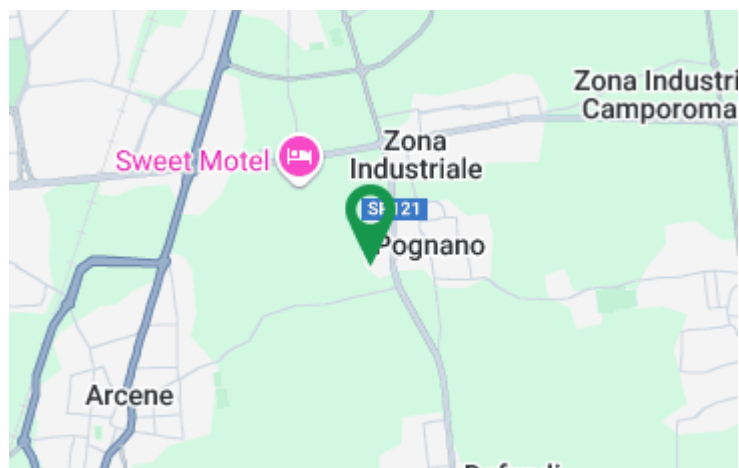 Zona Industri
Camporoma
Zona
Industriale
Sweet Motel
SP121
Pognano
Arcene